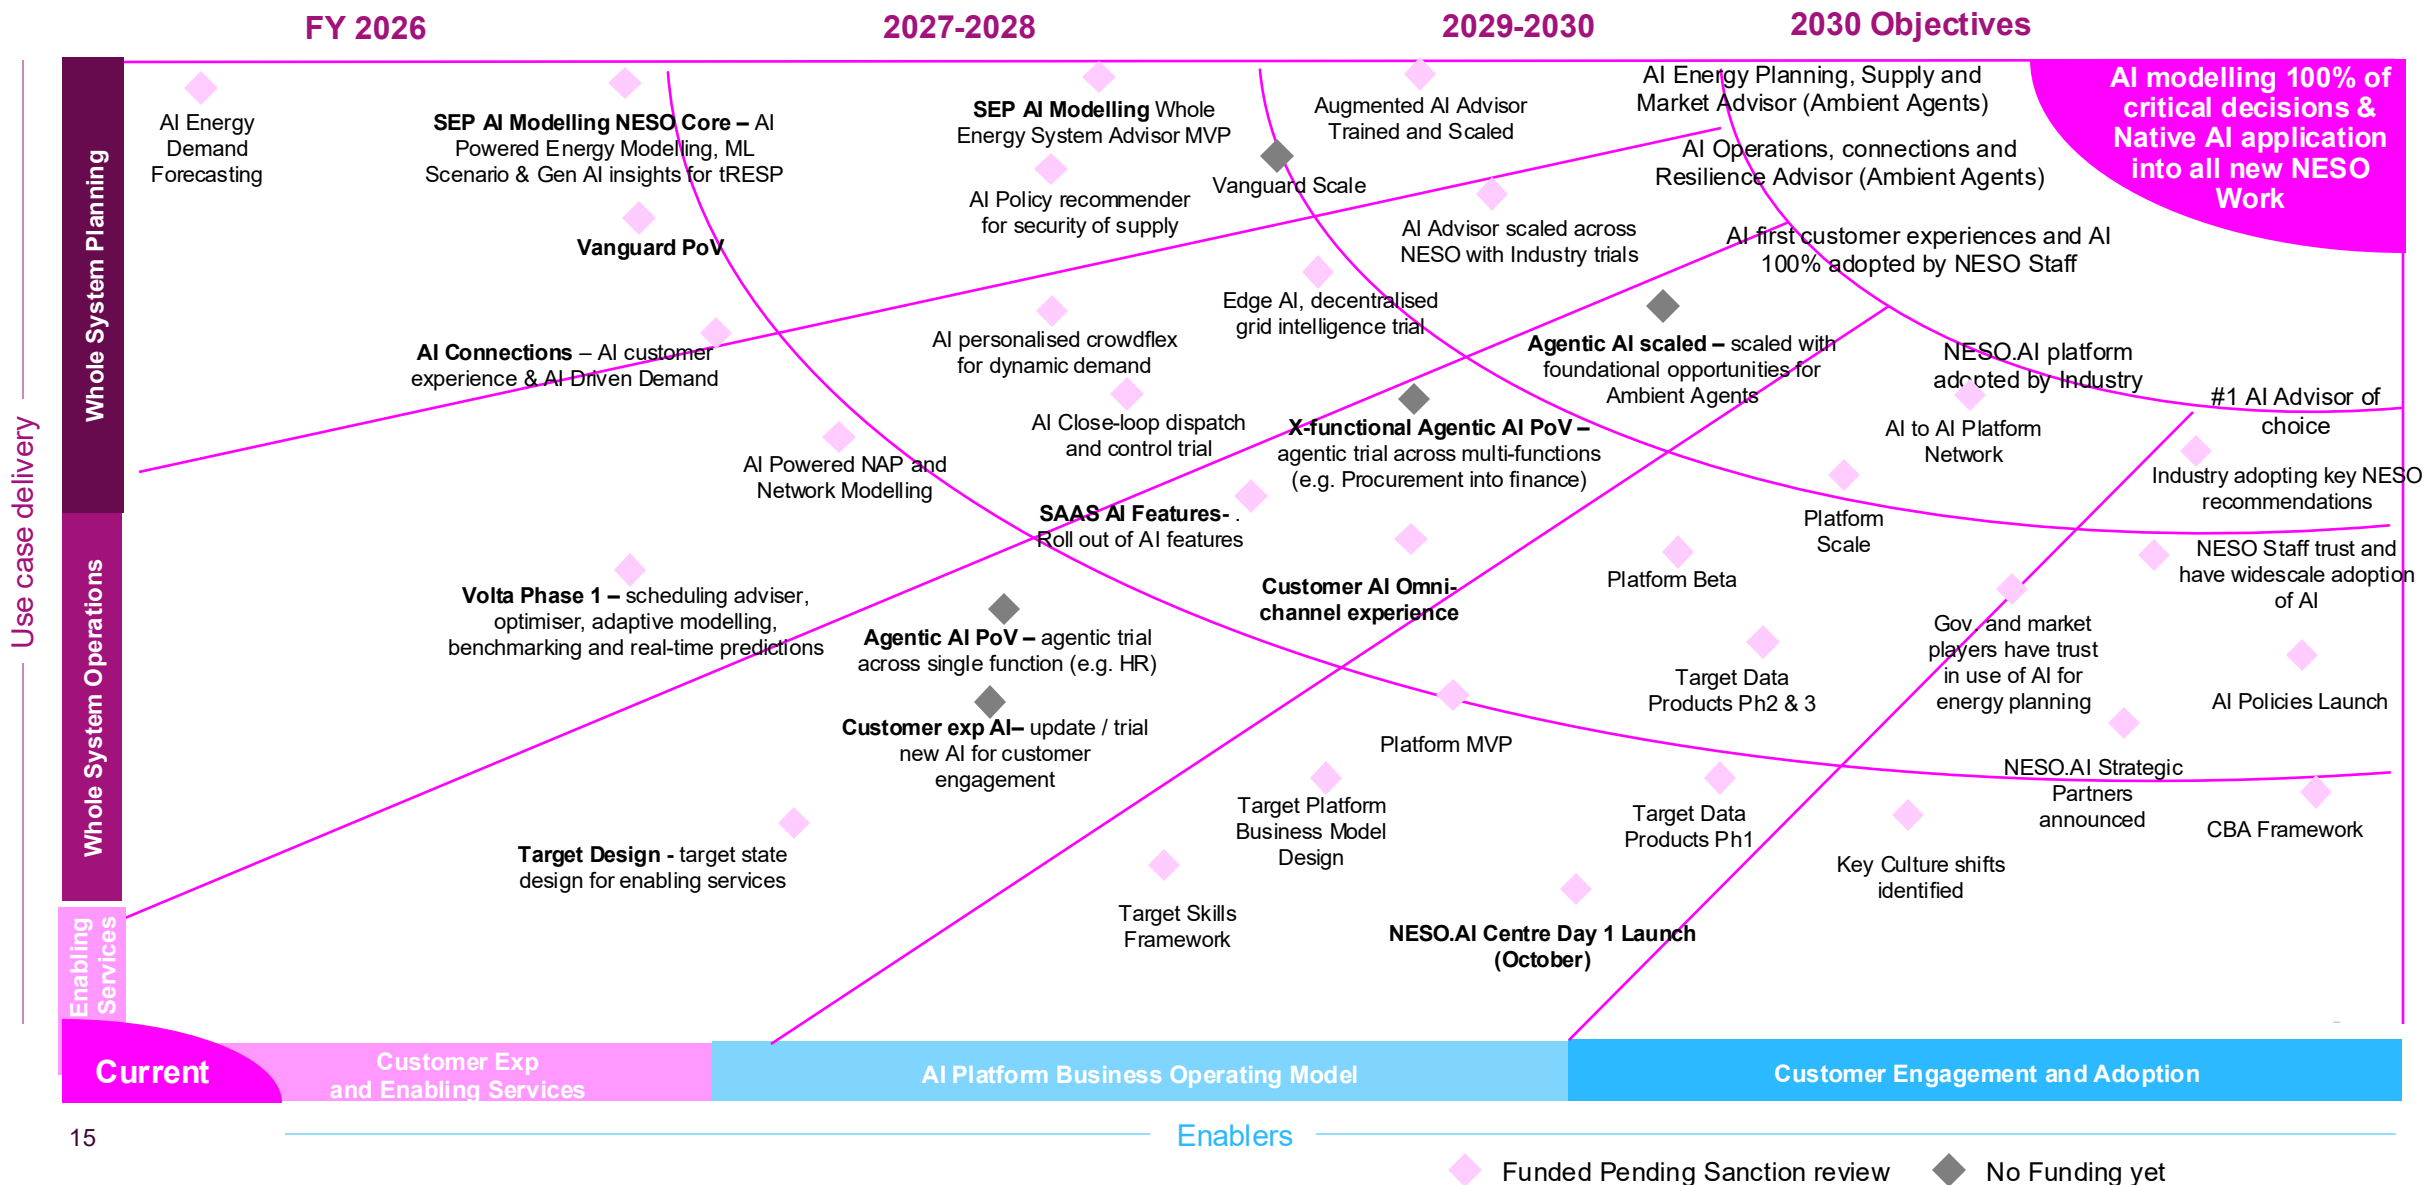 FY 2026
2027-2028
2029-2030
2030 Objectives
Use case delivery
Whole System Planning
Whole System Operations
Enabling
Services
AI Energy
Demand
Forecasting
SEP AI Modelling NESO Core – AI
Powered Energy Modelling, ML
Scenario & Gen AI insights for tRESP
Vanguard PoV
SEP AI Modelling Whole
Energy System Advisor MVP
AI Policy recommender
for security of supply
Augmented AI Advisor
Trained and Scaled
Vanguard Scale
AI Energy Planning, Supply and
Market Advisor (Ambient Agents)
AI modelling 100% of
critical decisions &
Native AI application
into all new NESO
Work
AI Operations, connections and
Resilience Advisor (Ambient Agents)
AI Advisor scaled across
NESO with Industry trials
AI first customer experiences and AI
100% adopted by NESO Staff
Edge AI, decentralised
grid intelligence trial
AI Connections – AI customer
experience & AI Driven Demand
AI personalised crowdflex
for dynamic demand
Agentic AI scaled – scaled with
foundational opportunities for
Ambient Agents
NESO.AI platform
adopted by Industry
#1 AI Advisor of
choice
AI Powered NAP and
Network Modelling
AI Close-loop dispatch
and control trial
X-functional Agentic AI PoV –
agentic trial across multi-functions
(e.g. Procurement into finance)
AI to AI Platform
Network
Industry adopting key NESO
recommendations
SAAS AI Features- .
Roll out of AI features
Platform
Scale
NESO Staff trust and
have widescale adoption
of AI
Volta Phase 1 – scheduling adviser,
optimiser, adaptive modelling,
benchmarking and real-time predictions
Customer AI Omni-
channel experience
Platform Beta
Agentic AI PoV – agentic trial
across single function (e.g. HR)
Gov. and market
players have trust
in use of AI for
energy planning
Target Data
Products Ph2 & 3
AI Policies Launch
Customer exp AI– update / trial
new AI for customer
engagement
Platform MVP
NESO.AI Strategic
Partners
announced
Target Platform
Business Model
Design
Target Data
Products Ph1
CBA Framework
Target Design - target state
design for enabling services
Key Culture shifts
identified
Target Skills
Framework
NESO.AI Centre Day 1 Launch
(October)
Current
Customer Exp
and Enabling Services
AI Platform Business Operating Model
Customer Engagement and Adoption
15
Enablers
Funded Pending Sanction review
No Funding yet